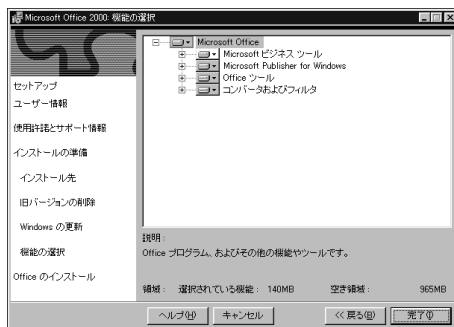 Microsoft Office 2000: 機能の選択
Microsoft Office
Microsoft ビジネス ツール
Microsoft Publisher for Windows
Office ツール
コンバータおよびフィルタ
セットアップ
ユーザー情報
使用許諾とサポート情報
インストールの準備
インストール先
旧バージョンの削除
Windows の更新
機能の選択
Office のインストール
説明:
Office プログラム、およびその他の機能やツールです。
領域: 選択されている機能: 140MB 空き領域: 965MB
ヘルプ(H) キャンセル << 戻る(B) 完了(I)